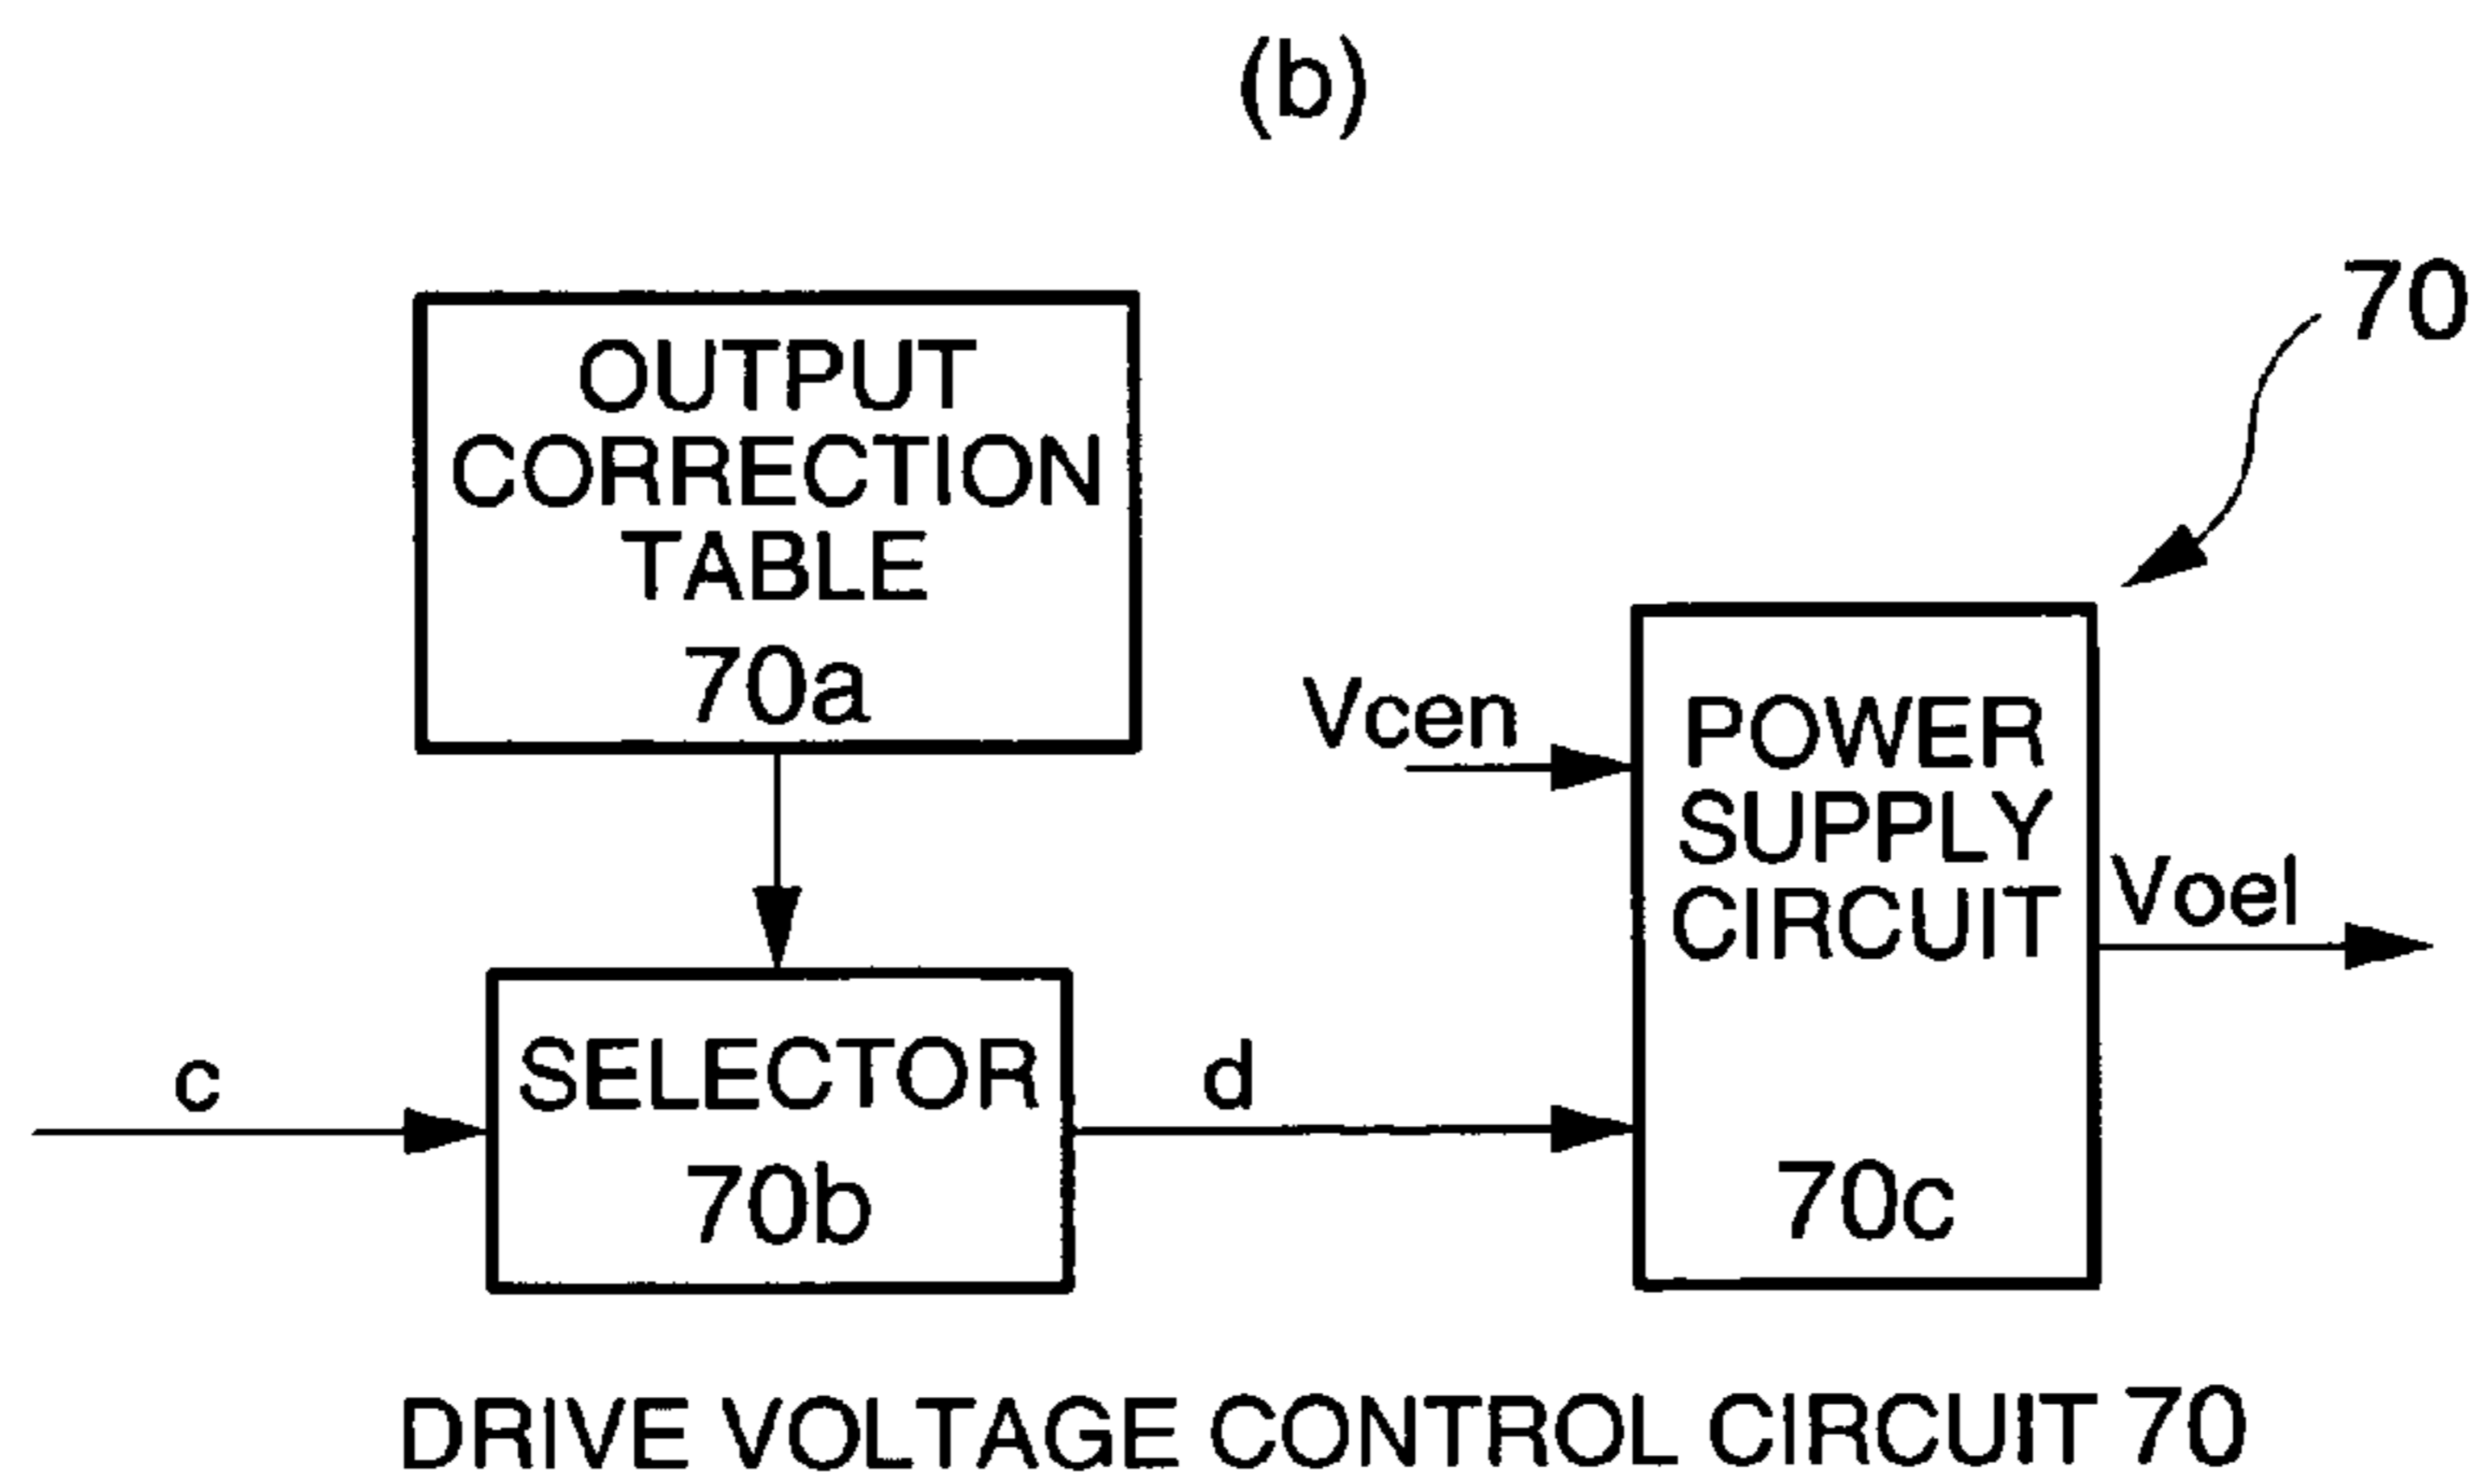 (b)
70
OUTPUT
CORRECTION
TABLE
70a
Vcen
POWER
SUPPLY
CIRCUIT
70c
Voel
c
SELECTOR
70b
d
DRIVE VOLTAGE CONTROL CIRCUIT 70